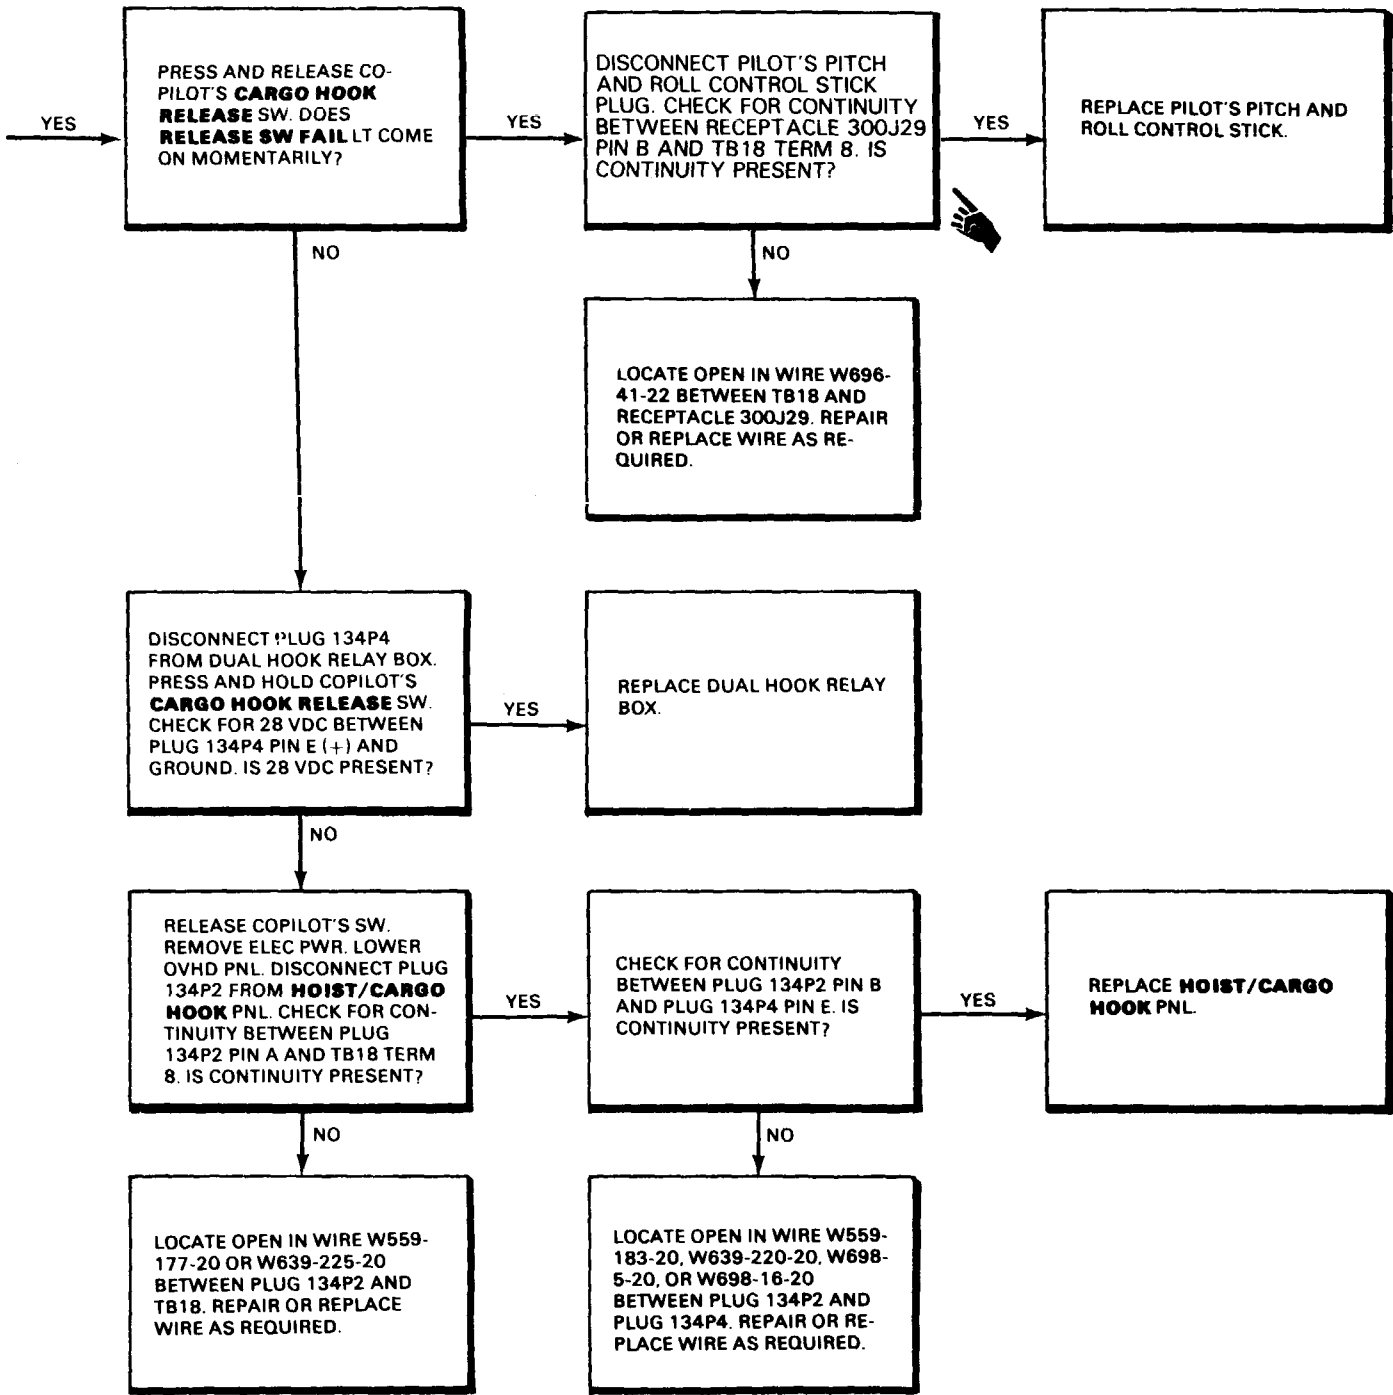 YES
PRESS AND RELEASE CO-
PILOT'S CARGO HOOK
RELEASE SW. DOES
RELEASE SW FAIL LT COME
ON MOMENTARILY?
YES
DISCONNECT PILOT'S PITCH
AND ROLL CONTROL STICK
PLUG. CHECK FOR CONTINUITY
BETWEEN RECEPTACLE 300J29
PIN B AND TB18 TERM 8. IS
CONTINUITY PRESENT?
YES
REPLACE PILOT'S PITCH AND
ROLL CONTROL STICK.
NO
NO
LOCATE OPEN IN WIRE W696-
41-22 BETWEEN TB18 AND
RECEPTACLE 300J29. REPAIR
OR REPLACE WIRE AS RE-
QUIRED.
DISCONNECT PLUG 134P4
FROM DUAL HOOK RELAY BOX.
PRESS AND HOLD COPILOT'S
CARGO HOOK RELEASE SW.
CHECK FOR 28 VDC BETWEEN
PLUG 134P4 PIN E (+) AND
GROUND. IS 28 VDC PRESENT?
YES
REPLACE DUAL HOOK RELAY
BOX.
NO
RELEASE COPILOT'S SW.
REMOVE ELEC PWR. LOWER
OVHD PNL. DISCONNECT PLUG
134P2 FROM HOIST/CARGO
HOOK PNL. CHECK FOR CON-
TINUITY BETWEEN PLUG
134P2 PIN A AND TB18 TERM
8. IS CONTINUITY PRESENT?
YES
CHECK FOR CONTINUITY
BETWEEN PLUG 134P2 PIN B
AND PLUG 134P4 PIN E. IS
CONTINUITY PRESENT?
YES
REPLACE HOIST/CARGO
HOOK PNL.
NO
NO
LOCATE OPEN IN WIRE W559-
177-20 OR W639-225-20
BETWEEN PLUG 134P2 AND
TB18. REPAIR OR REPLACE
WIRE AS REQUIRED.
LOCATE OPEN IN WIRE W559-
183-20, W639-220-20, W698-
5-20, OR W698-16-20
BETWEEN PLUG 134P2 AND
PLUG 134P4. REPAIR OR RE-
PLACE WIRE AS REQUIRED.